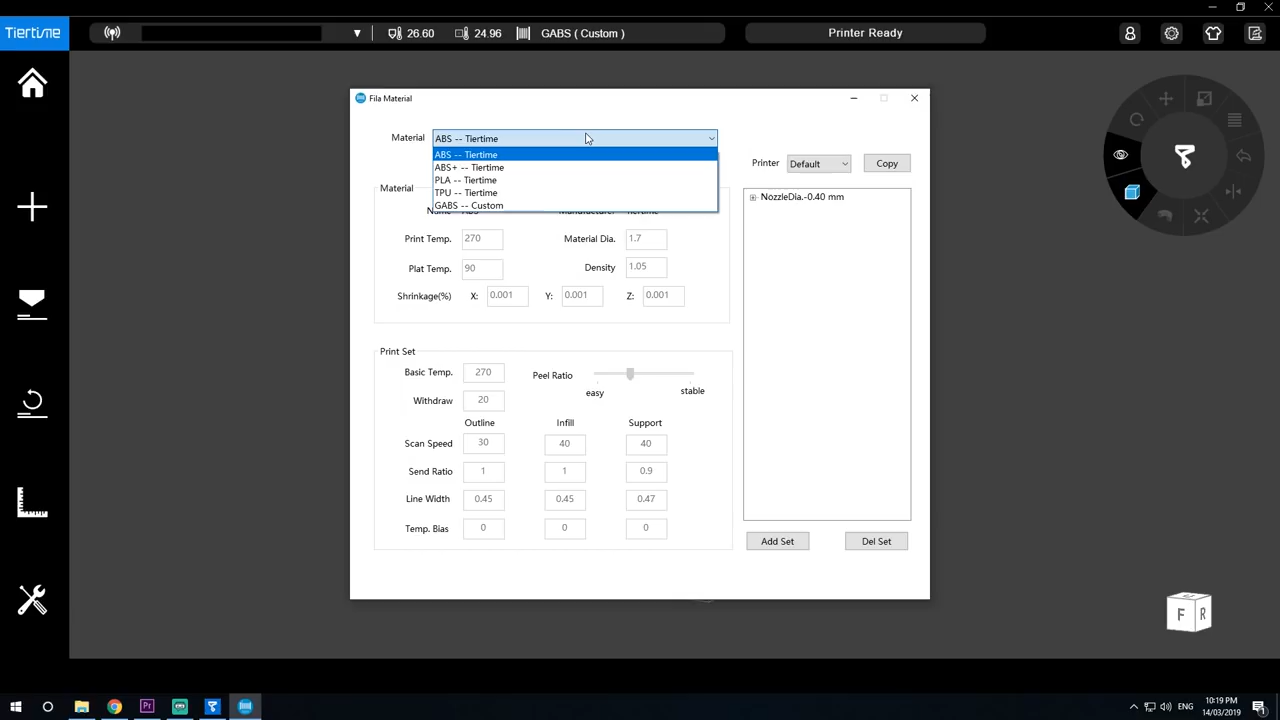 Tiertime
26.60
24.96
GABS ( Custom )
Printer Ready
Fila Material
Material
ABS -- Tiertime
ABS -- Tiertime
ABS+ -- Tiertime
PLA -- Tiertime
TPU -- Tiertime
GABS -- Custom
Printer
Default
Copy
Material
NozzleDia.-0.40 mm
Print Temp. 270
Material Dia. 1.7
Plat Temp. 90
Density 1.05
Shrinkage(%) X: 0.001 Y: 0.001 Z: 0.001
Print Set
Basic Temp. 270
Peel Ratio
easy stable
Withdraw 20
Outline Infill Support
Scan Speed 30 40 40
Send Ratio 1 1 0.9
Line Width 0.45 0.45 0.47
Temp. Bias 0 0 0
Add Set
Del Set
F R
Pr
ENG
10:19 PM
14/03/2019
1